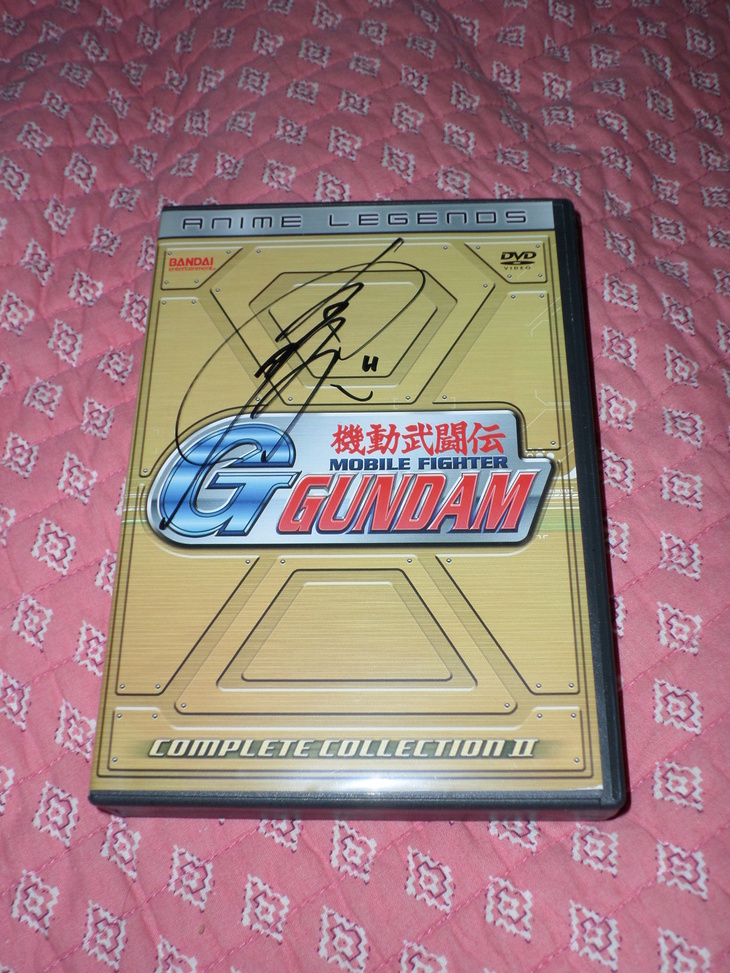 ANIME LEGENDS
BANDAI
entertainment
DVD
VIDEO
機動武闘伝
MOBILE FIGHTER
G GUNDAM
COMPLETE COLLECTION II